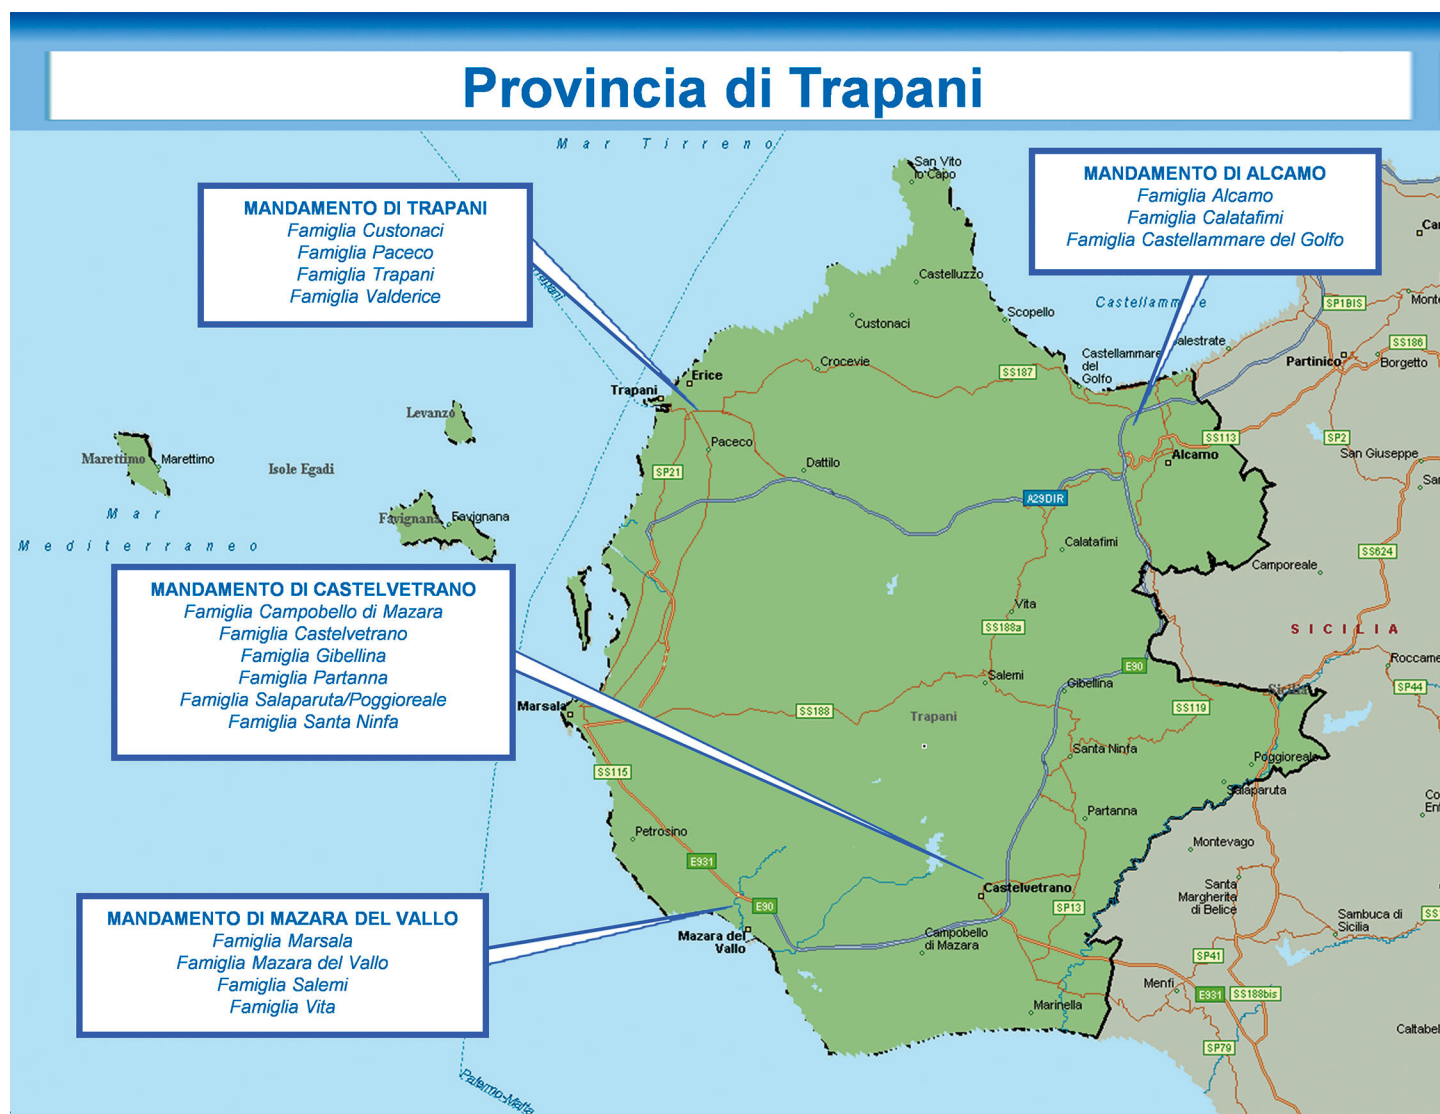 Provincia di Trapani
Mar Tirreno
San Vito
lo Capo
MANDAMENTO DI TRAPANI
Famiglia Custonaci
Famiglia Paceco
Famiglia Trapani
Famiglia Valderice
MANDAMENTO DI ALCAMO
Famiglia Alcamo
Famiglia Calatafimi
Famiglia Castellammare del Golfo
Trapani
Castelluzzo
Custonaci
Scopello
SP1BIS
SS186
Partinico
Borgetto
Castellammare
del
Golfo
Crocevie
SS187
Erice
Trapani
Levanzo
Marettimo
Marettimo
Isole Egadi
Favignana
Favignana
Mar
Mediterraneo
Paceco
Dattilo
SP21
SS113
SP2
Alcamo
San Giuseppe
A29DIR
Calatafimi
SS624
Camporeale
MANDAMENTO DI CASTELVETRANO
Famiglia Campobello di Mazara
Famiglia Castelvetrano
Famiglia Gibellina
Famiglia Partanna
Famiglia Salaparuta/Poggioreale
Famiglia Santa Ninfa
Vita
SS188a
SICILIA
E90
Salemi
Gibellina
Sicilia
SP44
Marsala
SS188
Trapani
SS119
Santa Ninfa
Poggioreale
SS115
Salaparuta
Partanna
Petrosino
Montevago
E931
Castelvetrano
Santa
Margherita
di Belice
E90
SP13
Sambuca di
Sicilia
MANDAMENTO DI MAZARA DEL VALLO
Famiglia Marsala
Famiglia Mazara del Vallo
Famiglia Salemi
Famiglia Vita
Mazara del
Vallo
Campobello
di Mazara
SP41
Menfi
E931
SS188bis
Marinella
SP79
Palermo-Malta